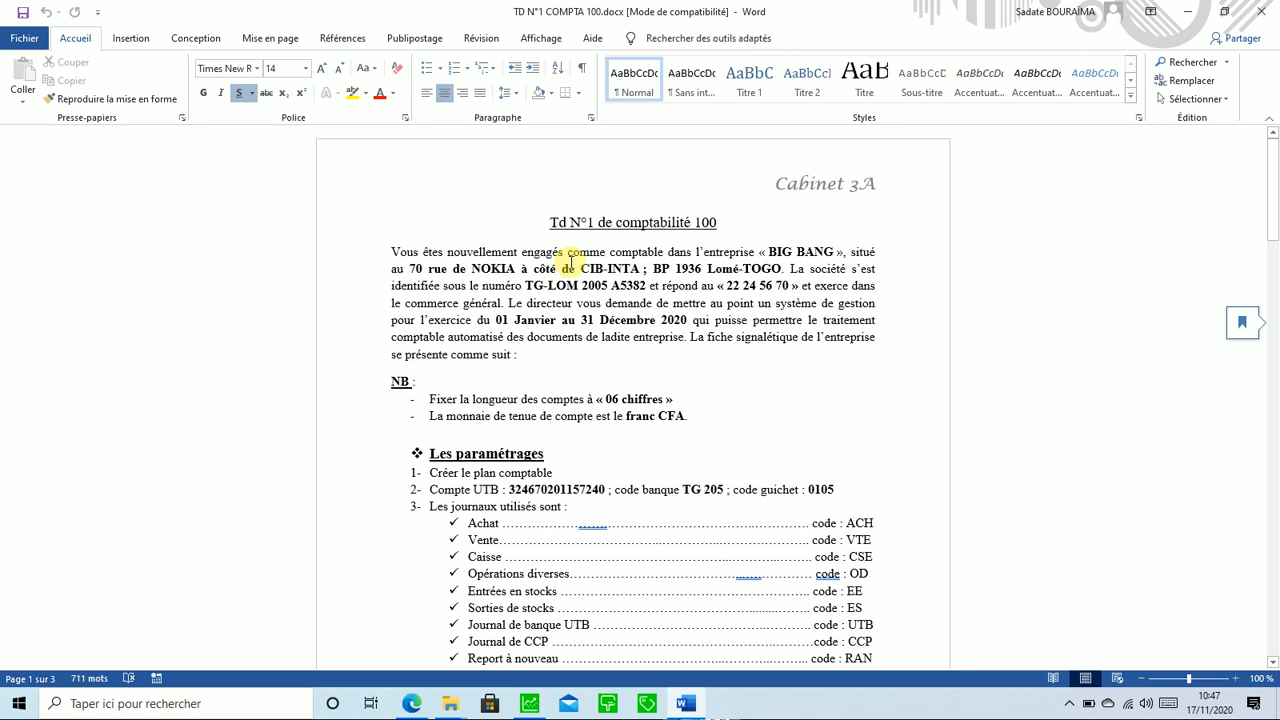 TD N°1 COMPTA 100.docx [Mode de compatibilité] - Word
Sadate BOURAÏMA
Fichier Accueil Insertion Conception Mise en page Références Publipostage Révision Affichage Aide Rechercher des outils adaptés Partager
Coller
Couper
Copier
Reproduire la mise en forme
Presse-papiers
Times New R 14
Police
Paragraphe
AaBbCcDc ¶ Normal
AaBbCcDc ¶ Sans int...
AaBbC Titre 1
AaBbCcI Titre 2
AaB Titre
AaBbCcD Sous-titre
AaBbCcDc Accentuat...
AaBbCcDc Accentuat...
AaBbCcDc Accentuat...
Styles
Rechercher
Remplacer
Sélectionner
Édition
Cabinet 3A
Td N°1 de comptabilité 100
Vous êtes nouvellement engagés comme comptable dans l’entreprise « BIG BANG », situé
au 70 rue de NOKIA à côté de CIB-INTA ; BP 1936 Lomé-TOGO. La société s’est
identifiée sous le numéro TG-LOM 2005 A5382 et répond au « 22 24 56 70 » et exerce dans
le commerce général. Le directeur vous demande de mettre au point un système de gestion
pour l’exercice du 01 Janvier au 31 Décembre 2020 qui puisse permettre le traitement
comptable automatisé des documents de ladite entreprise. La fiche signalétique de l’entreprise
se présente comme suit :
NB :
- Fixer la longueur des comptes à « 06 chiffres »
- La monnaie de tenue de compte est le franc CFA.
❖ Les paramétrages
1- Créer le plan comptable
2- Compte UTB : 324670201157240 ; code banque TG 205 ; code guichet : 0105
3- Les journaux utilisés sont :
✓ Achat ………………………………………………………. code : ACH
✓ Vente……………………………………………………….. code : VTE
✓ Caisse ……………………………………………………… code : CSE
✓ Opérations diverses………………………………………… code : OD
✓ Entrées en stocks …………………………………………… code : EE
✓ Sorties de stocks …………………………………………… code : ES
✓ Journal de banque UTB …………………………………… code : UTB
✓ Journal de CCP ……………………………………………code : CCP
✓ Report à nouveau ………………………………………… code : RAN
Page 1 sur 3 711 mots
100 %
Taper ici pour rechercher
10:47
17/11/2020